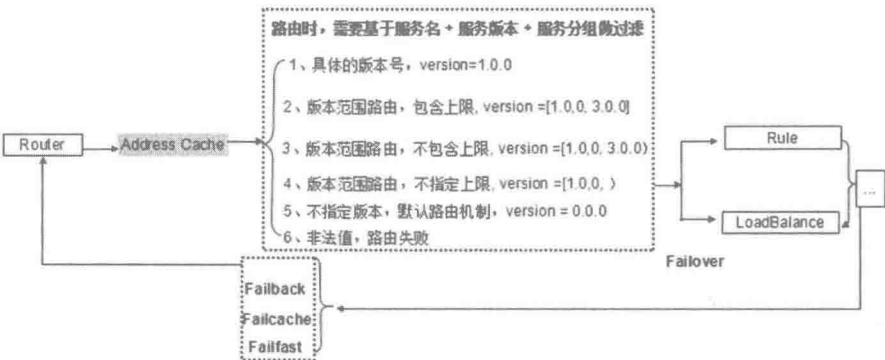 路由时，需要基于服务名 + 服务版本 + 服务分组做过滤
1、具体的版本号，version=1.0.0
2、版本范围路由，包含上限, version =[1.0,0, 3.0.0]
Router
Address Cache
3、版本范围路由，不包含上限, version =[1.0,0, 3.0.0)
Rule
4、版本范围路由，不指定上限, version =[1.0,0, )
...
5、不指定版本，默认路由机制，version = 0.0.0
LoadBalance
6、非法值，路由失败
Failover
Failback
Failcache
Failfast